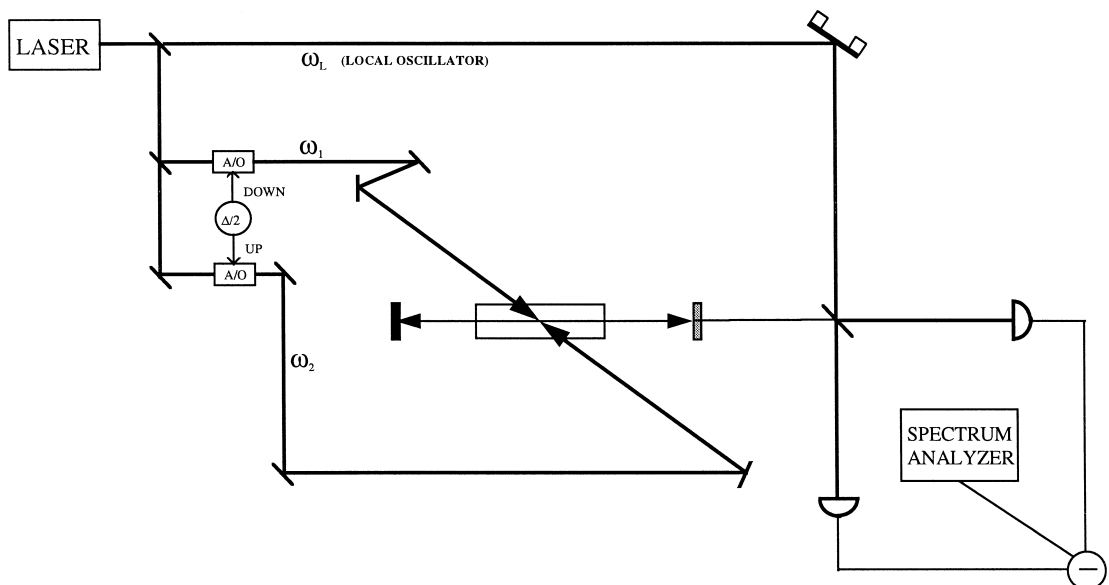 LASER
ω_L (LOCAL OSCILLATOR)
A/O
ω_1
DOWN
Δ/2
UP
A/O
ω_2
SPECTRUM
ANALYZER
−